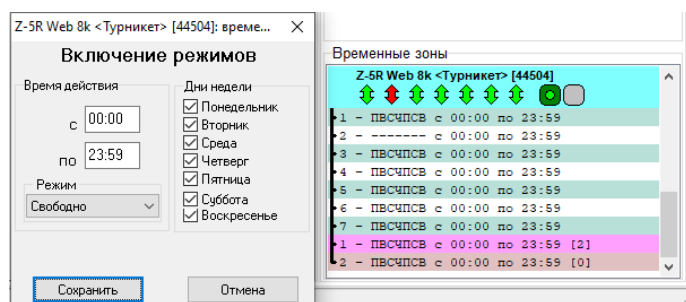 Z-5R Web 8k <Турникет> [44504]: време...
Включение режимов
Время действия
с 00:00
по 23:59
Режим
Свободно
Дни недели
Понедельник
Вторник
Среда
Четверг
Пятница
Суббота
Воскресенье
Сохранить
Отмена
Временные зоны
Z-5R Web 8k <Турникет> [44504]
1 - ПВСЧПСВ с 00:00 по 23:59
2 - ------- с 00:00 по 23:59
3 - ПВСЧПСВ с 00:00 по 23:59
4 - ПВСЧПСВ с 00:00 по 23:59
5 - ПВСЧПСВ с 00:00 по 23:59
6 - ПВСЧПСВ с 00:00 по 23:59
7 - ПВСЧПСВ с 00:00 по 23:59
1 - ПВСЧПСВ с 00:00 по 23:59 [2]
2 - ПВСЧПСВ с 00:00 по 23:59 [0]